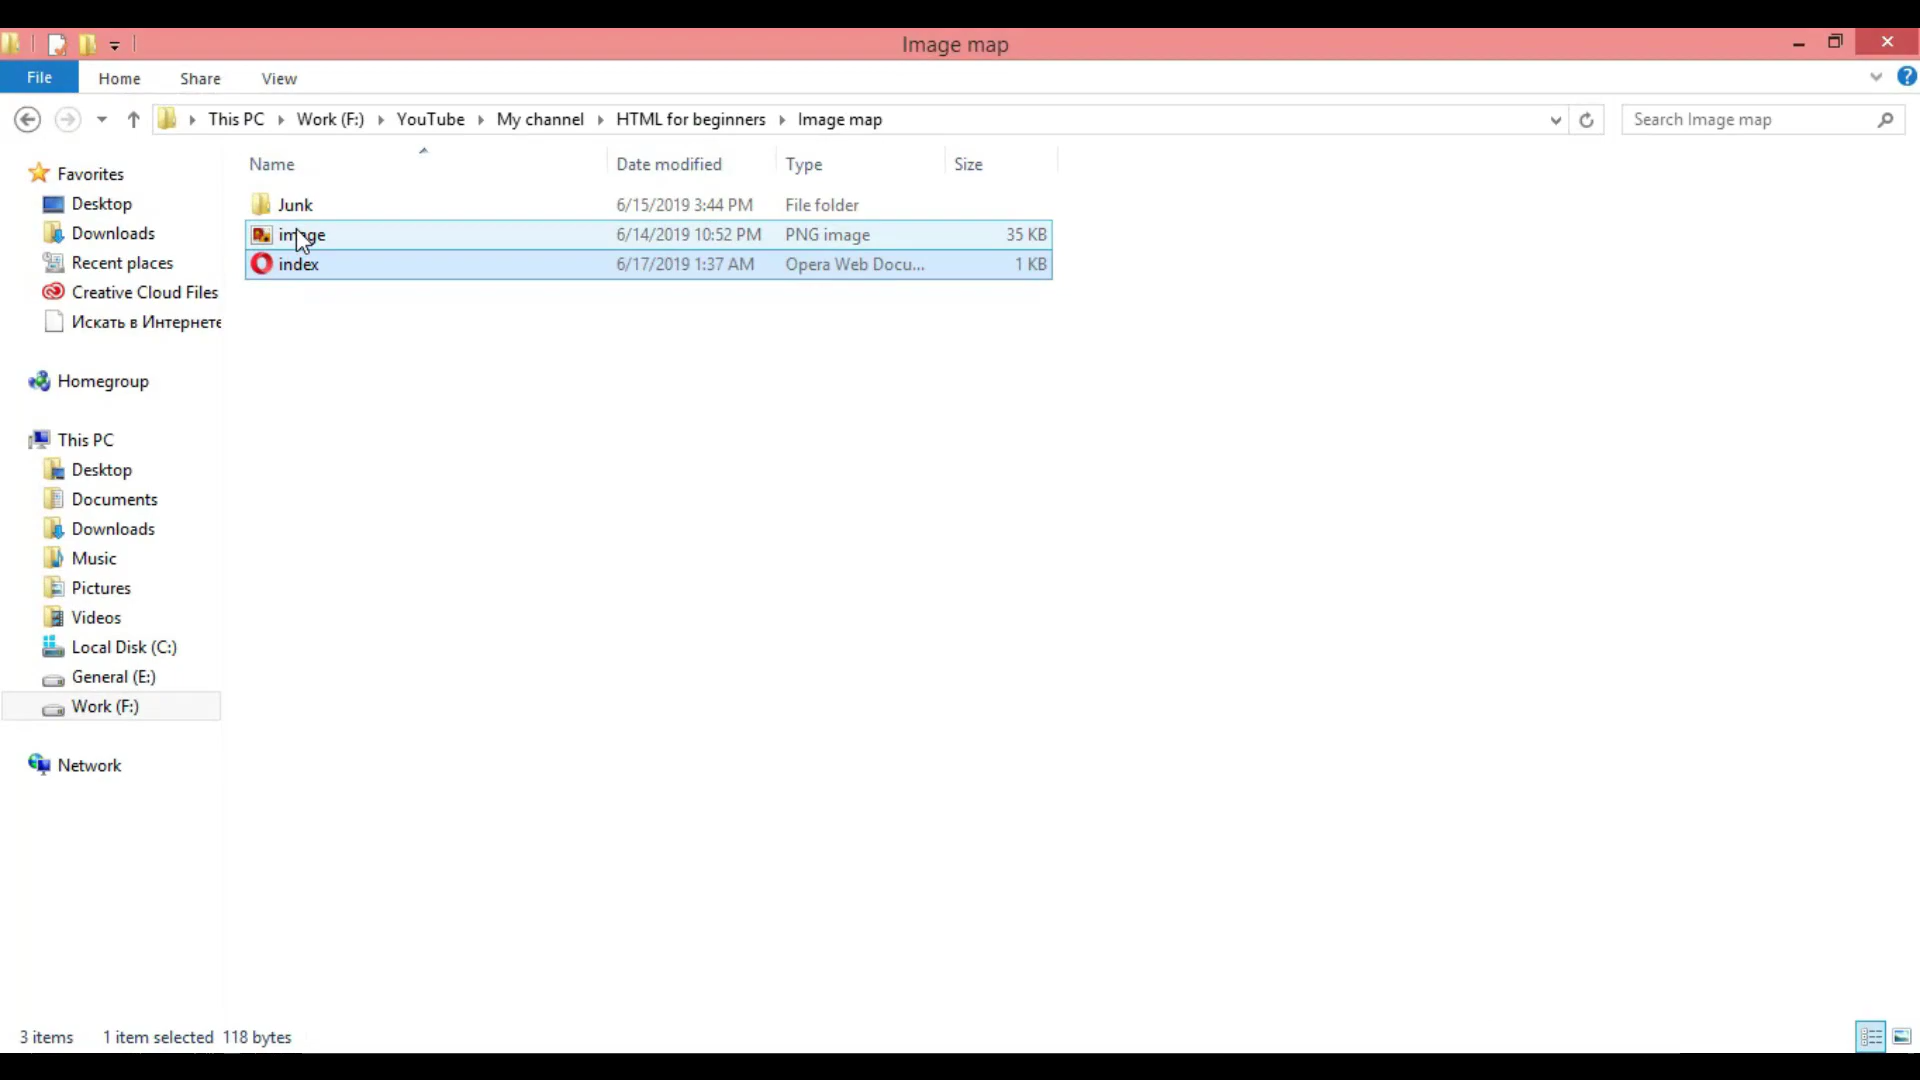 Image map
File Home Share View
This PC Work (F:) YouTube My channel HTML for beginners Image map
Search Image map
Name Date modified Type Size
Junk 6/15/2019 3:44 PM File folder
image 6/14/2019 10:52 PM PNG image 35 KB
index 6/17/2019 1:37 AM Opera Web Docu... 1 KB
Favorites
Desktop
Downloads
Recent places
Creative Cloud Files
Искать в Интернете
Homegroup
This PC
Desktop
Documents
Downloads
Music
Pictures
Videos
Local Disk (C:)
General (E:)
Work (F:)
Network
3 items 1 item selected 118 bytes